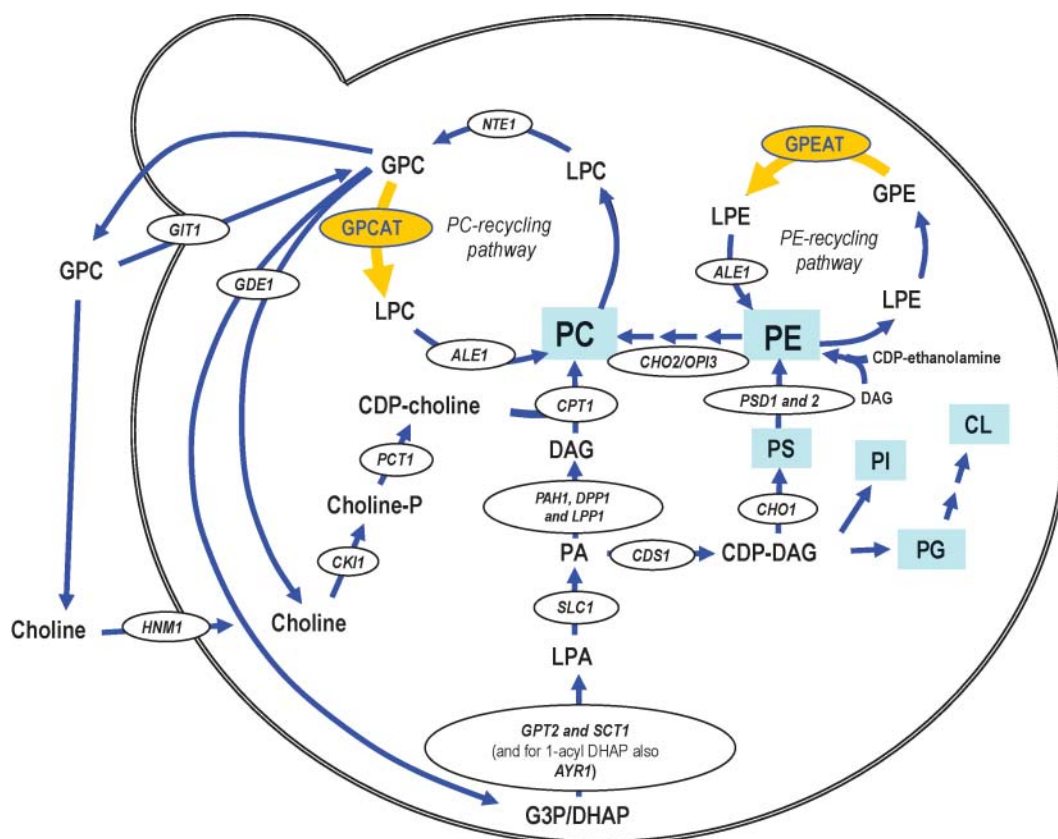 NTE1
GPEAT
GPC
LPC
GPE
LPE
GIT1
GPCAT
PC-recycling
pathway
PE-recycling
pathway
GPC
GDE1
ALE1
LPC
LPE
PC
PE
ALE1
CHO2/OPI3
CDP-ethanolamine
CDP-choline
CPT1
PSD1 and 2
DAG
CL
PCT1
DAG
PS
PI
Choline-P
PAH1, DPP1
and LPP1
CHO1
CKI1
PA
CDS1
CDP-DAG
PG
Choline
HNM1
Choline
SLC1
LPA
GPT2 and SCT1
(and for 1-acyl DHAP also
AYR1)
G3P/DHAP